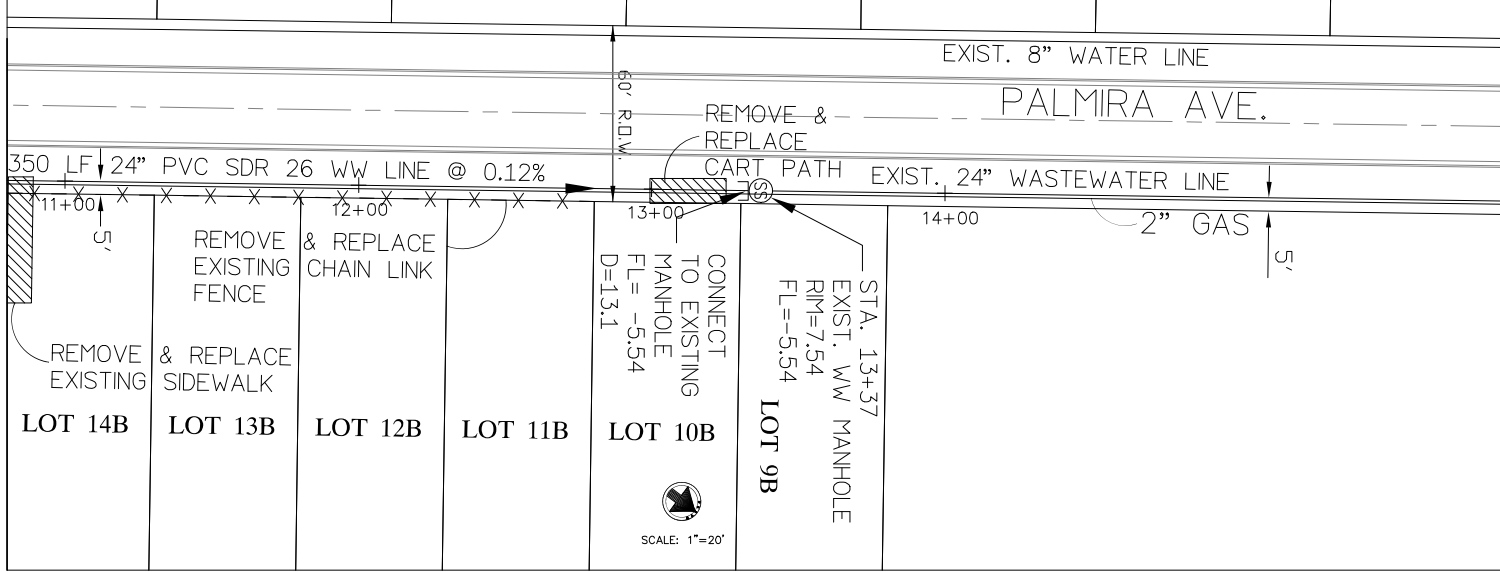 EXIST. 8" WATER LINE
PALMIRA AVE.
60' R.O.W.
REMOVE &
REPLACE
CART PATH
350 LF 24" PVC SDR 26 WW LINE @ 0.12%
EXIST. 24" WASTEWATER LINE
SS
11+00
12+00
13+00
14+00
2" GAS
5'
5'
REMOVE & REPLACE
EXISTING CHAIN LINK
FENCE
CONNECT
TO EXISTING
MANHOLE
FL= -5.54
D=13.1
STA. 13+37
EXIST. WW MANHOLE
RIM=7.54
FL=-5.54
REMOVE & REPLACE
EXISTING SIDEWALK
LOT 14B
LOT 13B
LOT 12B
LOT 11B
LOT 10B
LOT 9B
SCALE: 1"=20'